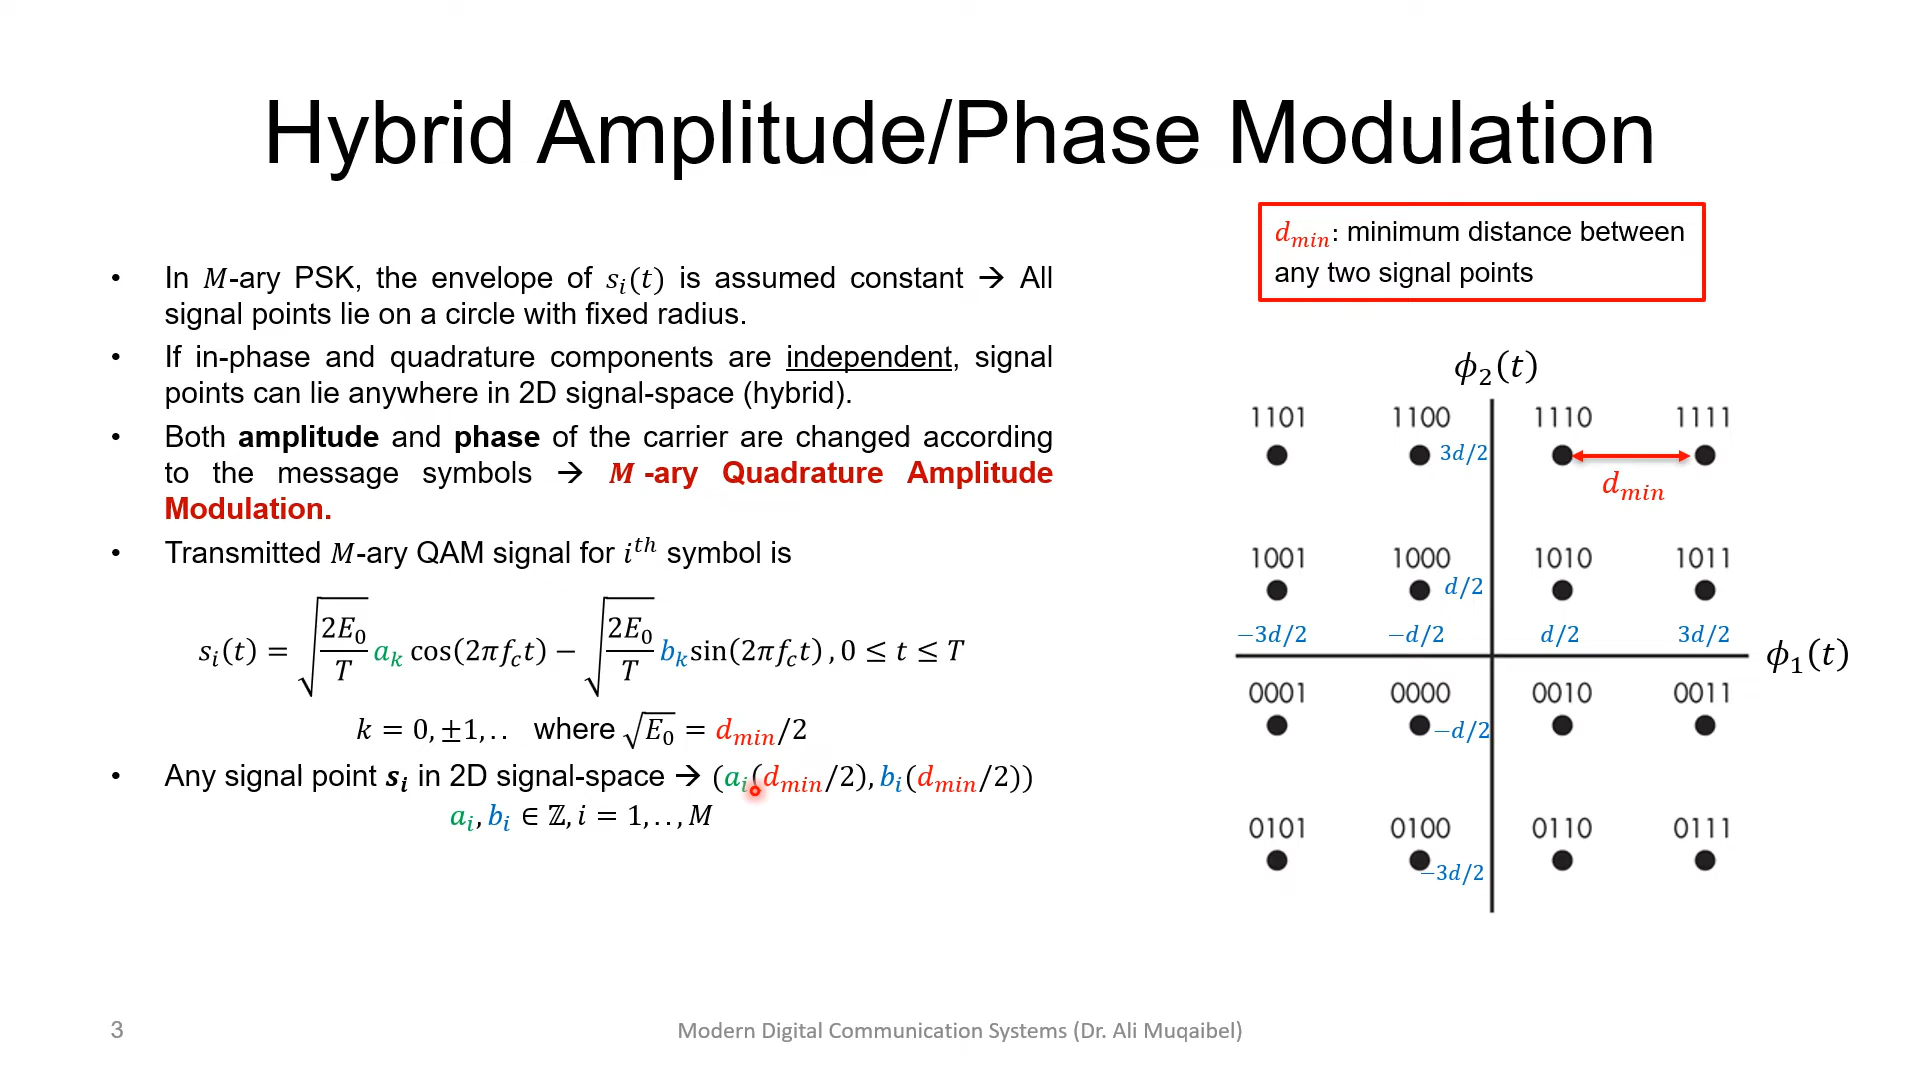 Hybrid Amplitude/Phase Modulation
• In M-ary PSK, the envelope of sᵢ(t) is assumed constant → All
signal points lie on a circle with fixed radius.
• If in-phase and quadrature components are independent, signal
points can lie anywhere in 2D signal-space (hybrid).
• Both amplitude and phase of the carrier are changed according
to the message symbols → M -ary Quadrature Amplitude
Modulation.
• Transmitted M-ary QAM signal for iᵗʰ symbol is
sᵢ(t) = √(2E₀/T) aₖ cos(2πf_c t) − √(2E₀/T) bₖ sin(2πf_c t), 0 ≤ t ≤ T
k = 0, ±1, .. where √E₀ = d_min/2
• Any signal point sᵢ in 2D signal-space → (aᵢ(d_min/2), bᵢ(d_min/2))
aᵢ, bᵢ ∈ ℤ, i = 1, .., M
d_min: minimum distance between
any two signal points
ϕ₂(t)
1101 1100 1110 1111
3d/2
d_min
1001 1000 1010 1011
d/2
−3d/2 −d/2 d/2 3d/2
ϕ₁(t)
0001 0000 0010 0011
−d/2
0101 0100 0110 0111
−3d/2
3
Modern Digital Communication Systems (Dr. Ali Muqaibel)